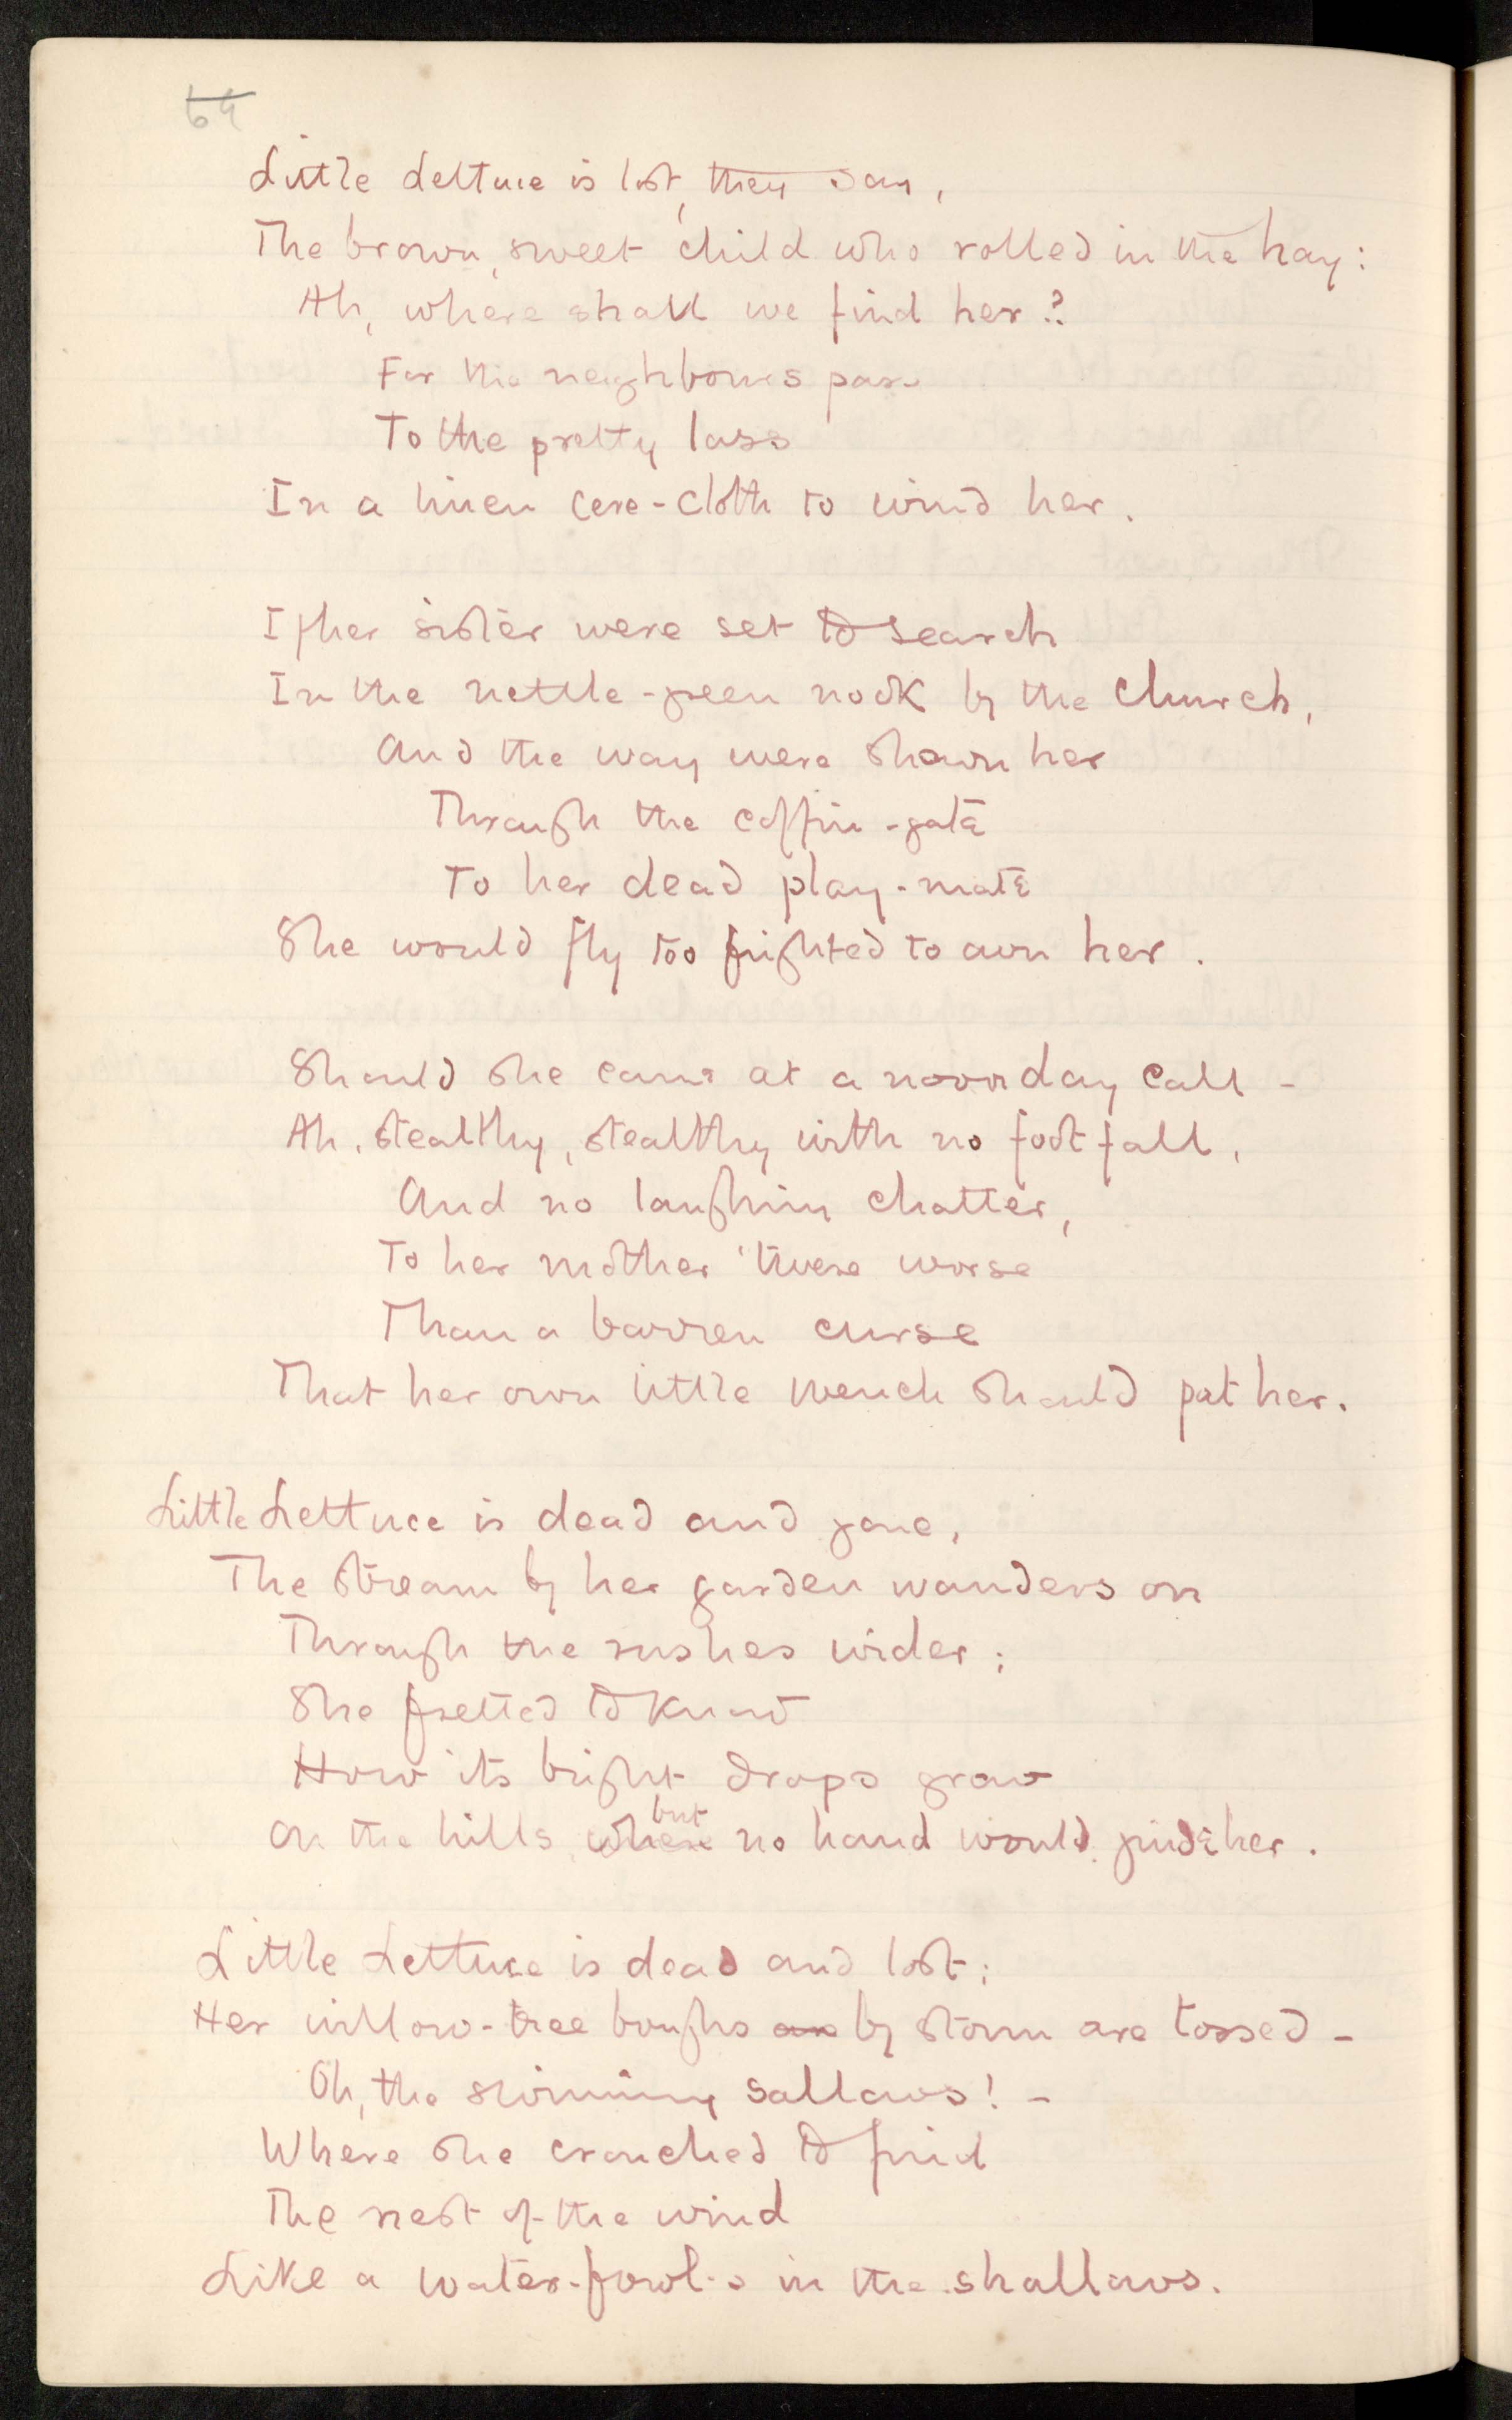 64
Little Lettuce is lost, they say,
The brown, sweet child who rolled in the hay:
Ah, where shall we find her?
For the neighbours pass
To the pretty lass
In a linen cere-cloth to wind her.
If her sister were set to search
In the nettle-green nook by the church,
And the way were shown her
Through the coffin-gate
To her dead play-mate
She would fly too frighted to own her.
Should she come at a noonday call -
Ah, stealthy, stealthy with no footfall,
And no laughing chatter,
To her mother 'twere worse
Than a barren curse
That her own little wench should pat her.
Little Lettuce is dead and gone,
The stream by her garden wanders on
Through the rushes wider;
She fretted to know
How its bright drops grow
but
On the hills, where no hand would guide her.
Little Lettuce is dead and lost;
Her willow-tree boughs are by storm are tossed -
Oh, the swimming sallows! -
Where she crouched to find
The nest of the wind
Like a water-fowl's in the shallows.